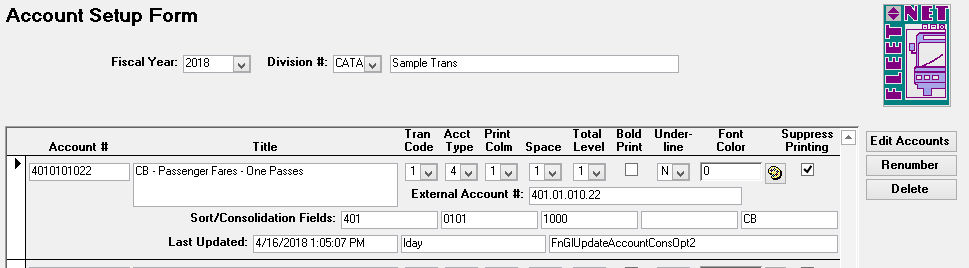 Account Setup Form
FLEET NET
Fiscal Year: 2018 Division #: CATA Sample Trans
Account # Title Tran Code Acct Type Print Colm Space Total Level Bold Print Under-line Font Color Suppress Printing
4010101022 CB - Passenger Fares - One Passes 1 4 1 1 1 N 0
External Account #: 401.01.010.22
Sort/Consolidation Fields: 401 0101 1000 CB
Last Updated: 4/16/2018 1:05:07 PM lday FnGlUpdateAccountConsOpt2
Edit Accounts
Renumber
Delete